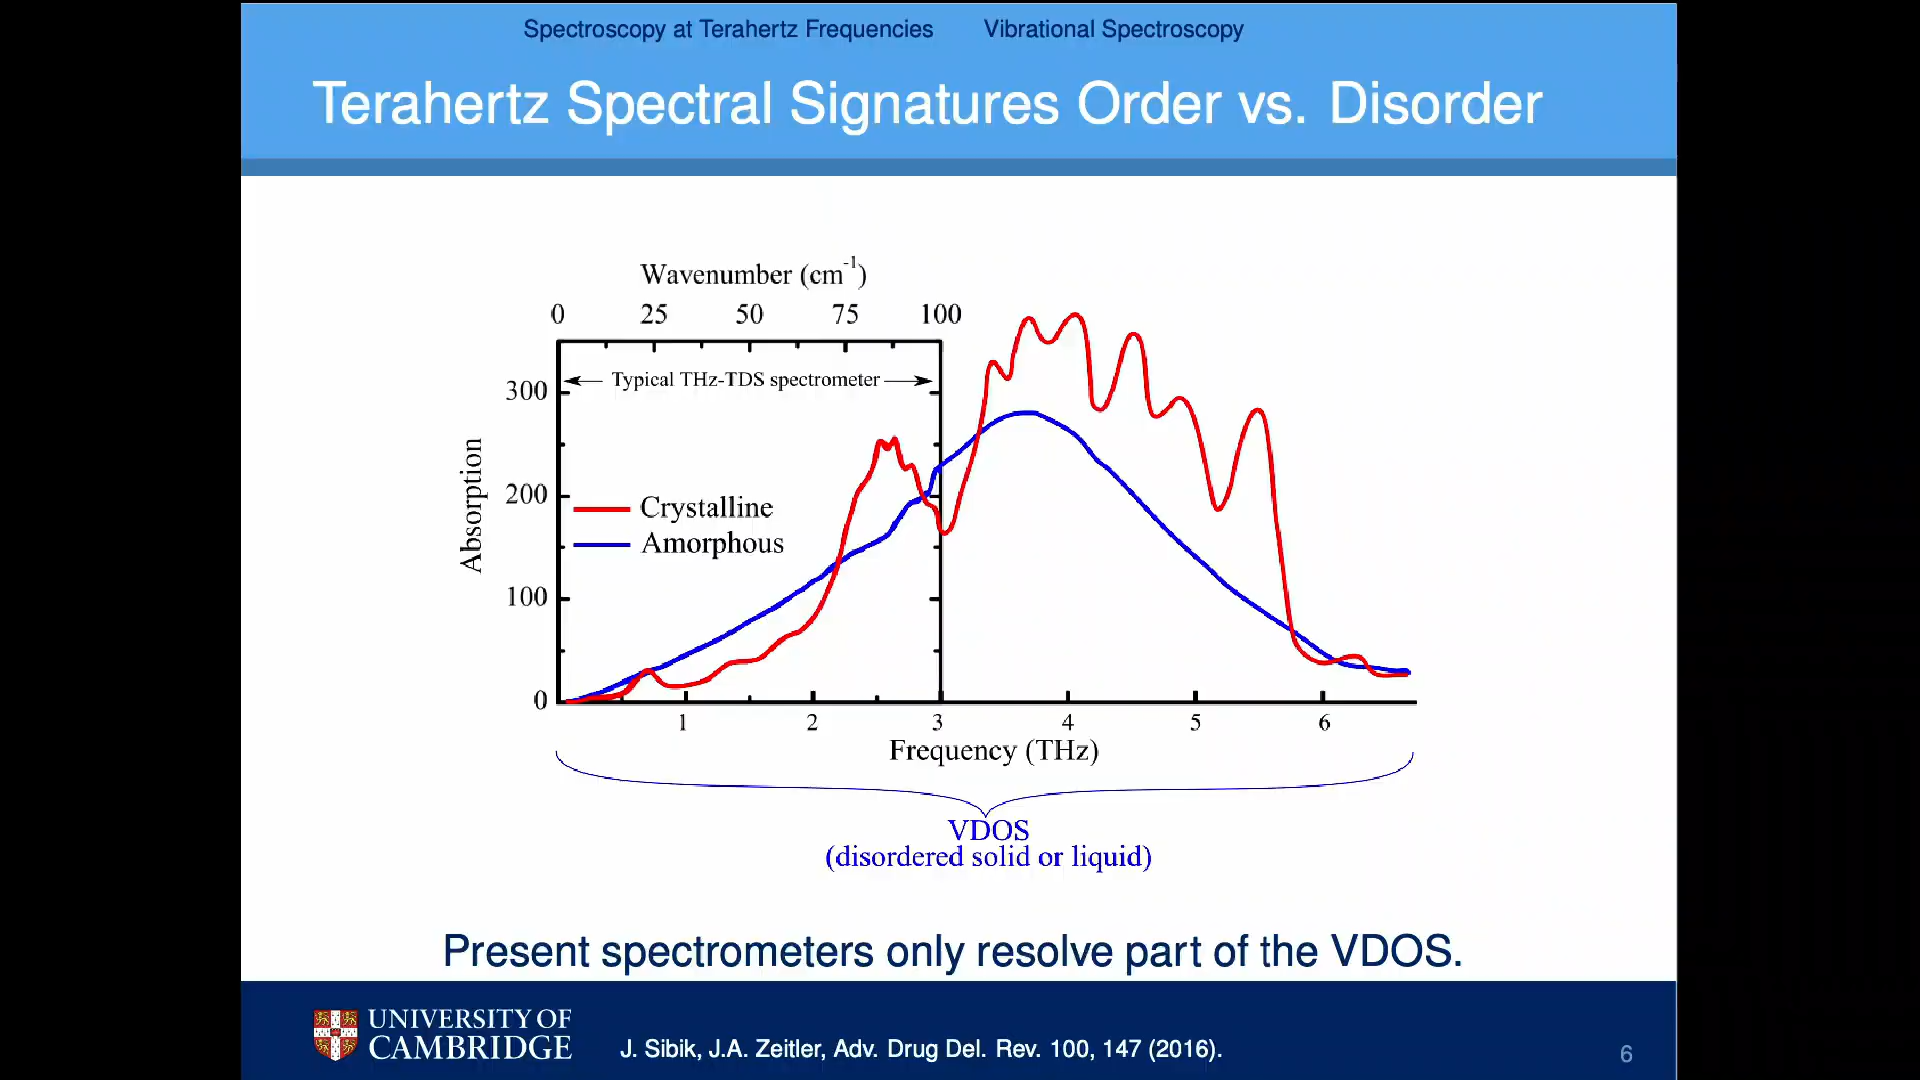 Spectroscopy at Terahertz Frequencies Vibrational Spectroscopy
Terahertz Spectral Signatures Order vs. Disorder
Wavenumber (cm-1)
0 25 50 75 100
Typical THz-TDS spectrometer
300
200
100
0
Absorption
Crystalline
Amorphous
1 2 3 4 5 6
Frequency (THz)
VDOS
(disordered solid or liquid)
Present spectrometers only resolve part of the VDOS.
UNIVERSITY OF
CAMBRIDGE
J. Sibik, J.A. Zeitler, Adv. Drug Del. Rev. 100, 147 (2016).
6